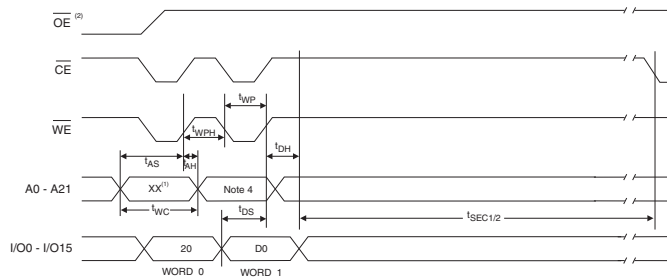 OE (2)
CE
tWP
WE
tWPH
tDH
tAS
tAH
A0 - A21
XX(1)
Note 4
tWC
tDS
tSEC1/2
I/O0 - I/O15
20
D0
WORD 0
WORD 1